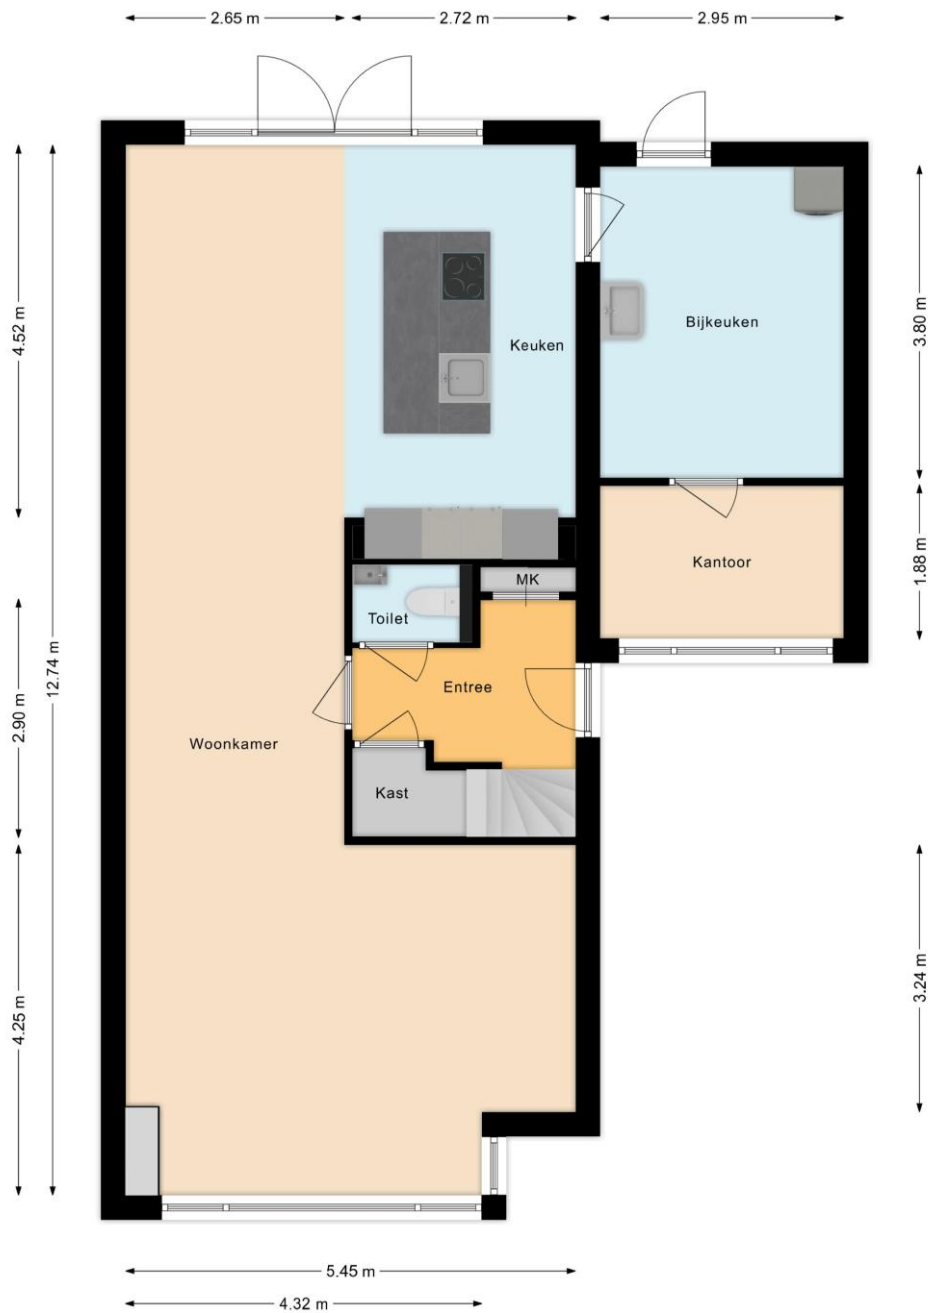 2.65 m
2.72 m
2.95 m
4.52 m
12.74 m
2.90 m
4.25 m
3.80 m
1.88 m
3.24 m
Keuken
Bijkeuken
Kantoor
MK
Toilet
Entree
Woonkamer
Kast
5.45 m
4.32 m